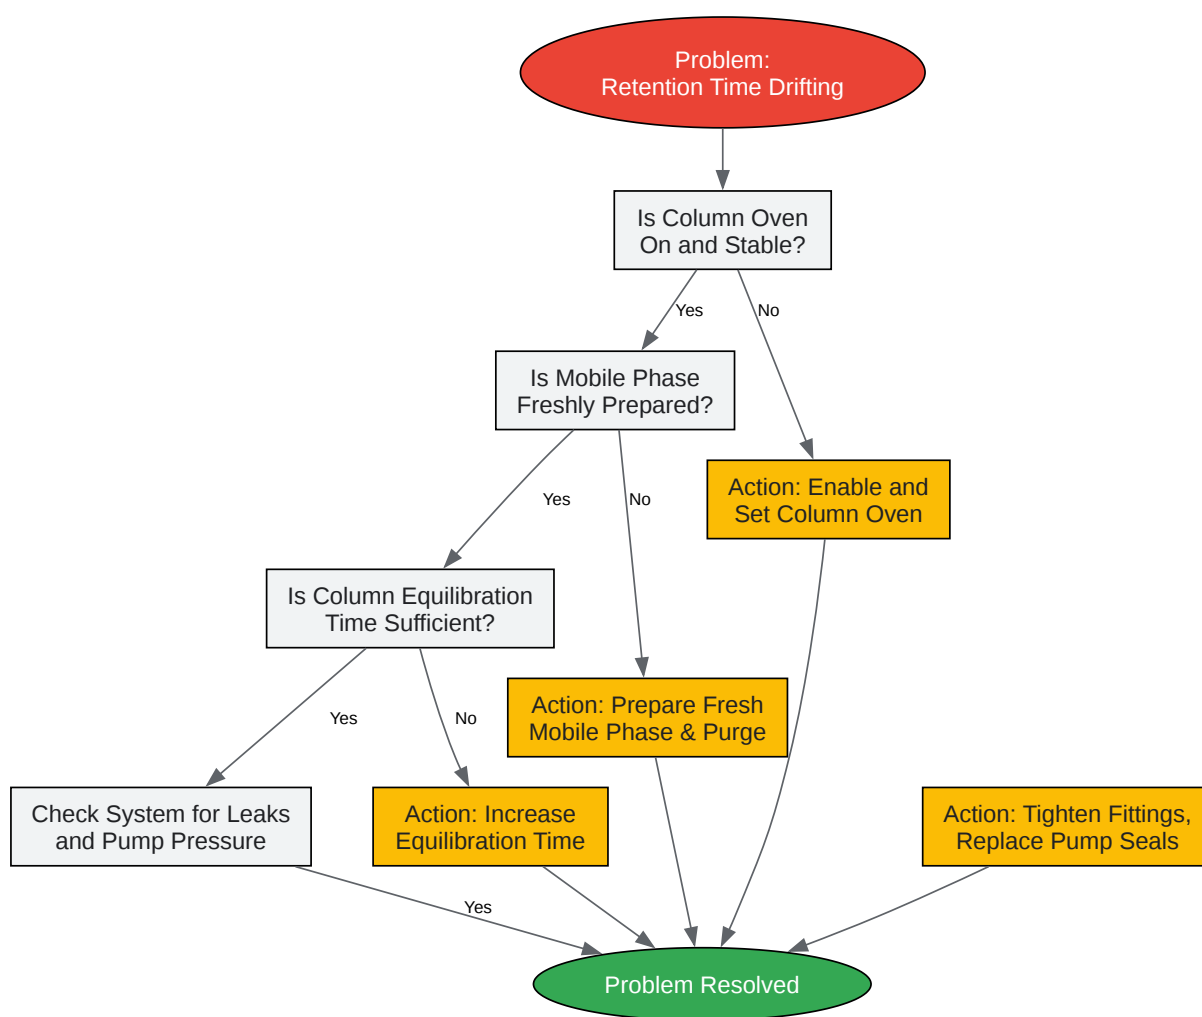 Problem:
Retention Time Drifting
Is Column Oven
On and Stable?
Yes
No
Is Mobile Phase
Freshly Prepared?
Action: Enable and
Set Column Oven
Yes
No
Is Column Equilibration
Time Sufficient?
Action: Prepare Fresh
Mobile Phase & Purge
Yes
No
Check System for Leaks
and Pump Pressure
Action: Increase
Equilibration Time
Action: Tighten Fittings,
Replace Pump Seals
Yes
Problem Resolved